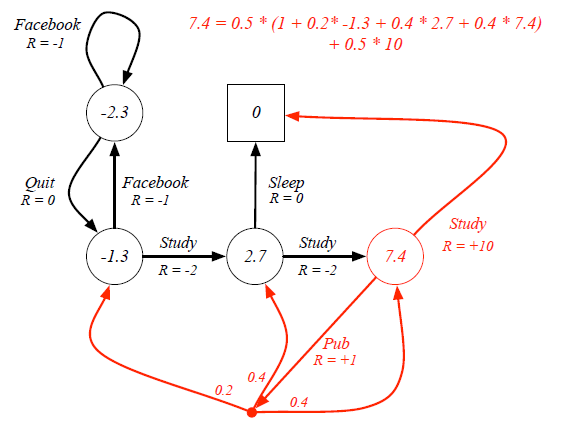 Facebook
R = -1
7.4 = 0.5 * (1 + 0.2* -1.3 + 0.4 * 2.7 + 0.4 * 7.4)
+ 0.5 * 10
-2.3
0
Quit
R = 0
Facebook
R = -1
Sleep
R = 0
Study
R = +10
-1.3
Study
R = -2
2.7
Study
R = -2
7.4
Pub
R = +1
0.2
0.4
0.4